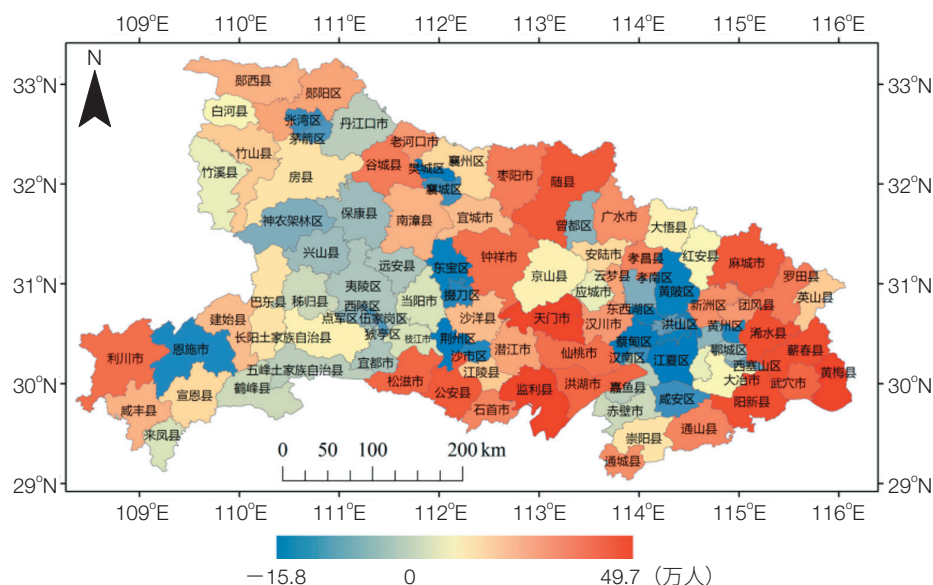 109°E 110°E 111°E 112°E 113°E 114°E 115°E 116°E
N
33°N 33°N
32°N 32°N
31°N 31°N
30°N 30°N
29°N 29°N
郧西县
郧阳区
白河县
张湾区
丹江口市
茅箭区
老河口市
竹山县
襄州区
谷城县
樊城区
竹溪县
房县
枣阳市
随县
襄城区
保康县
神农架林区
南漳县
宜城市
曾都区
广水市
大悟县
兴山县
远安县
东宝区
钟祥市
安陆市
孝昌县
红安县
麻城市
京山县
云梦县
孝南区
罗田县
夷陵区
掇刀区
应城市
黄陂区
英山县
巴东县
秭归县
当阳市
西陵区
新洲区
团风县
建始县
点军区
伍家岗区
沙洋县
天门市
汉川市
东西湖区
洪山区
黄州区
浠水县
长阳土家族自治县
猇亭区
枝江市
荆州区
蔡甸区
利川市
恩施市
沙市区
潜江市
仙桃市
汉南区
江夏区
鄂城区
蕲春县
五峰土家族自治县
宜都市
江陵县
西塞山区
黄梅县
咸丰县
宣恩县
鹤峰县
松滋市
公安县
监利县
洪湖市
嘉鱼县
大冶市
武穴市
石首市
赤壁市
咸安区
阳新县
来凤县
崇阳县
通山县
通城县
0 50 100 200 km
109°E 110°E 111°E 112°E 113°E 114°E 115°E 116°E
−15.8 0 49.7 (万人)